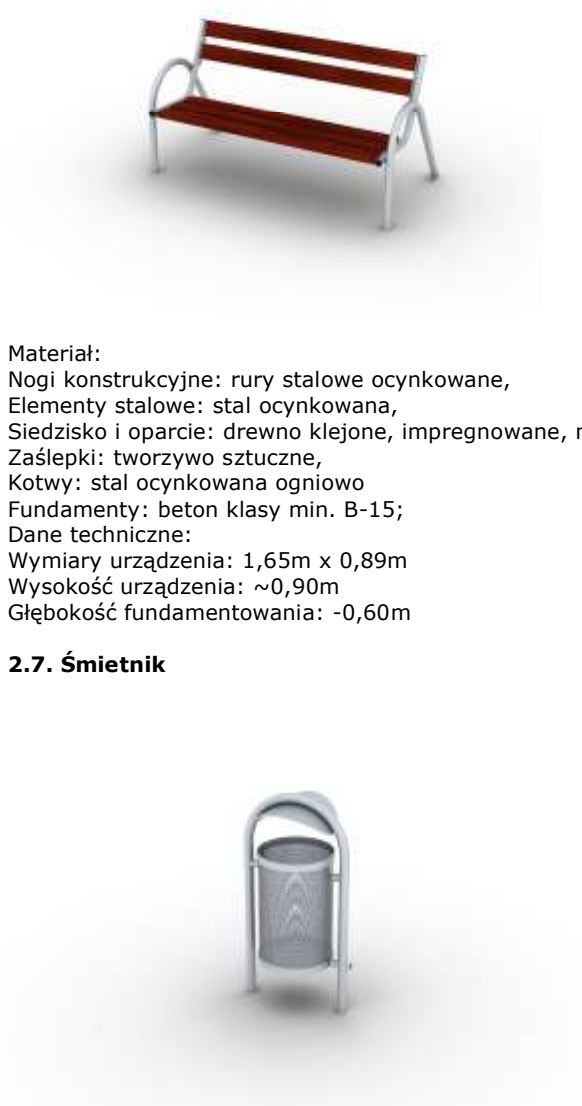 Materiał:
Nogi konstrukcyjne: rury stalowe ocynkowane,
Elementy stalowe: stal ocynkowana,
Siedzisko i oparcie: drewno klejone, impregnowane,
Zaślepki: tworzywo sztuczne,
Kotwy: stal ocynkowana ogniowo
Fundamenty: beton klasy min. B-15;
Dane techniczne:
Wymiary urządzenia: 1,65m x 0,89m
Wysokość urządzenia: ~0,90m
Głębokość fundamentowania: -0,60m
2.7. Śmietnik